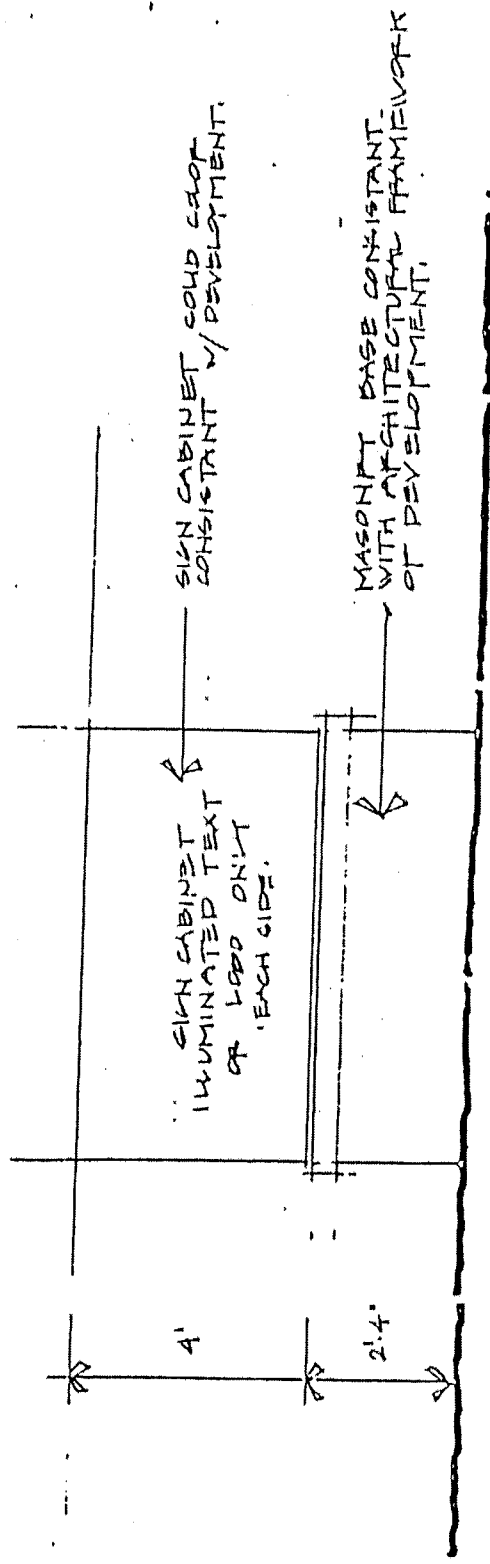 SIGN CABINET SOLID COLOR
CONSISTANT W/ DEVELOPMENT.
SIGN CABINET
ILLUMINATED TEXT
OR LOGO ONLY
EACH SIDE.
MASONRY BASE CONSISTANT
WITH ARCHITECTURAL FRAMEWORK
OF DEVELOPMENT.
4'
2'4"